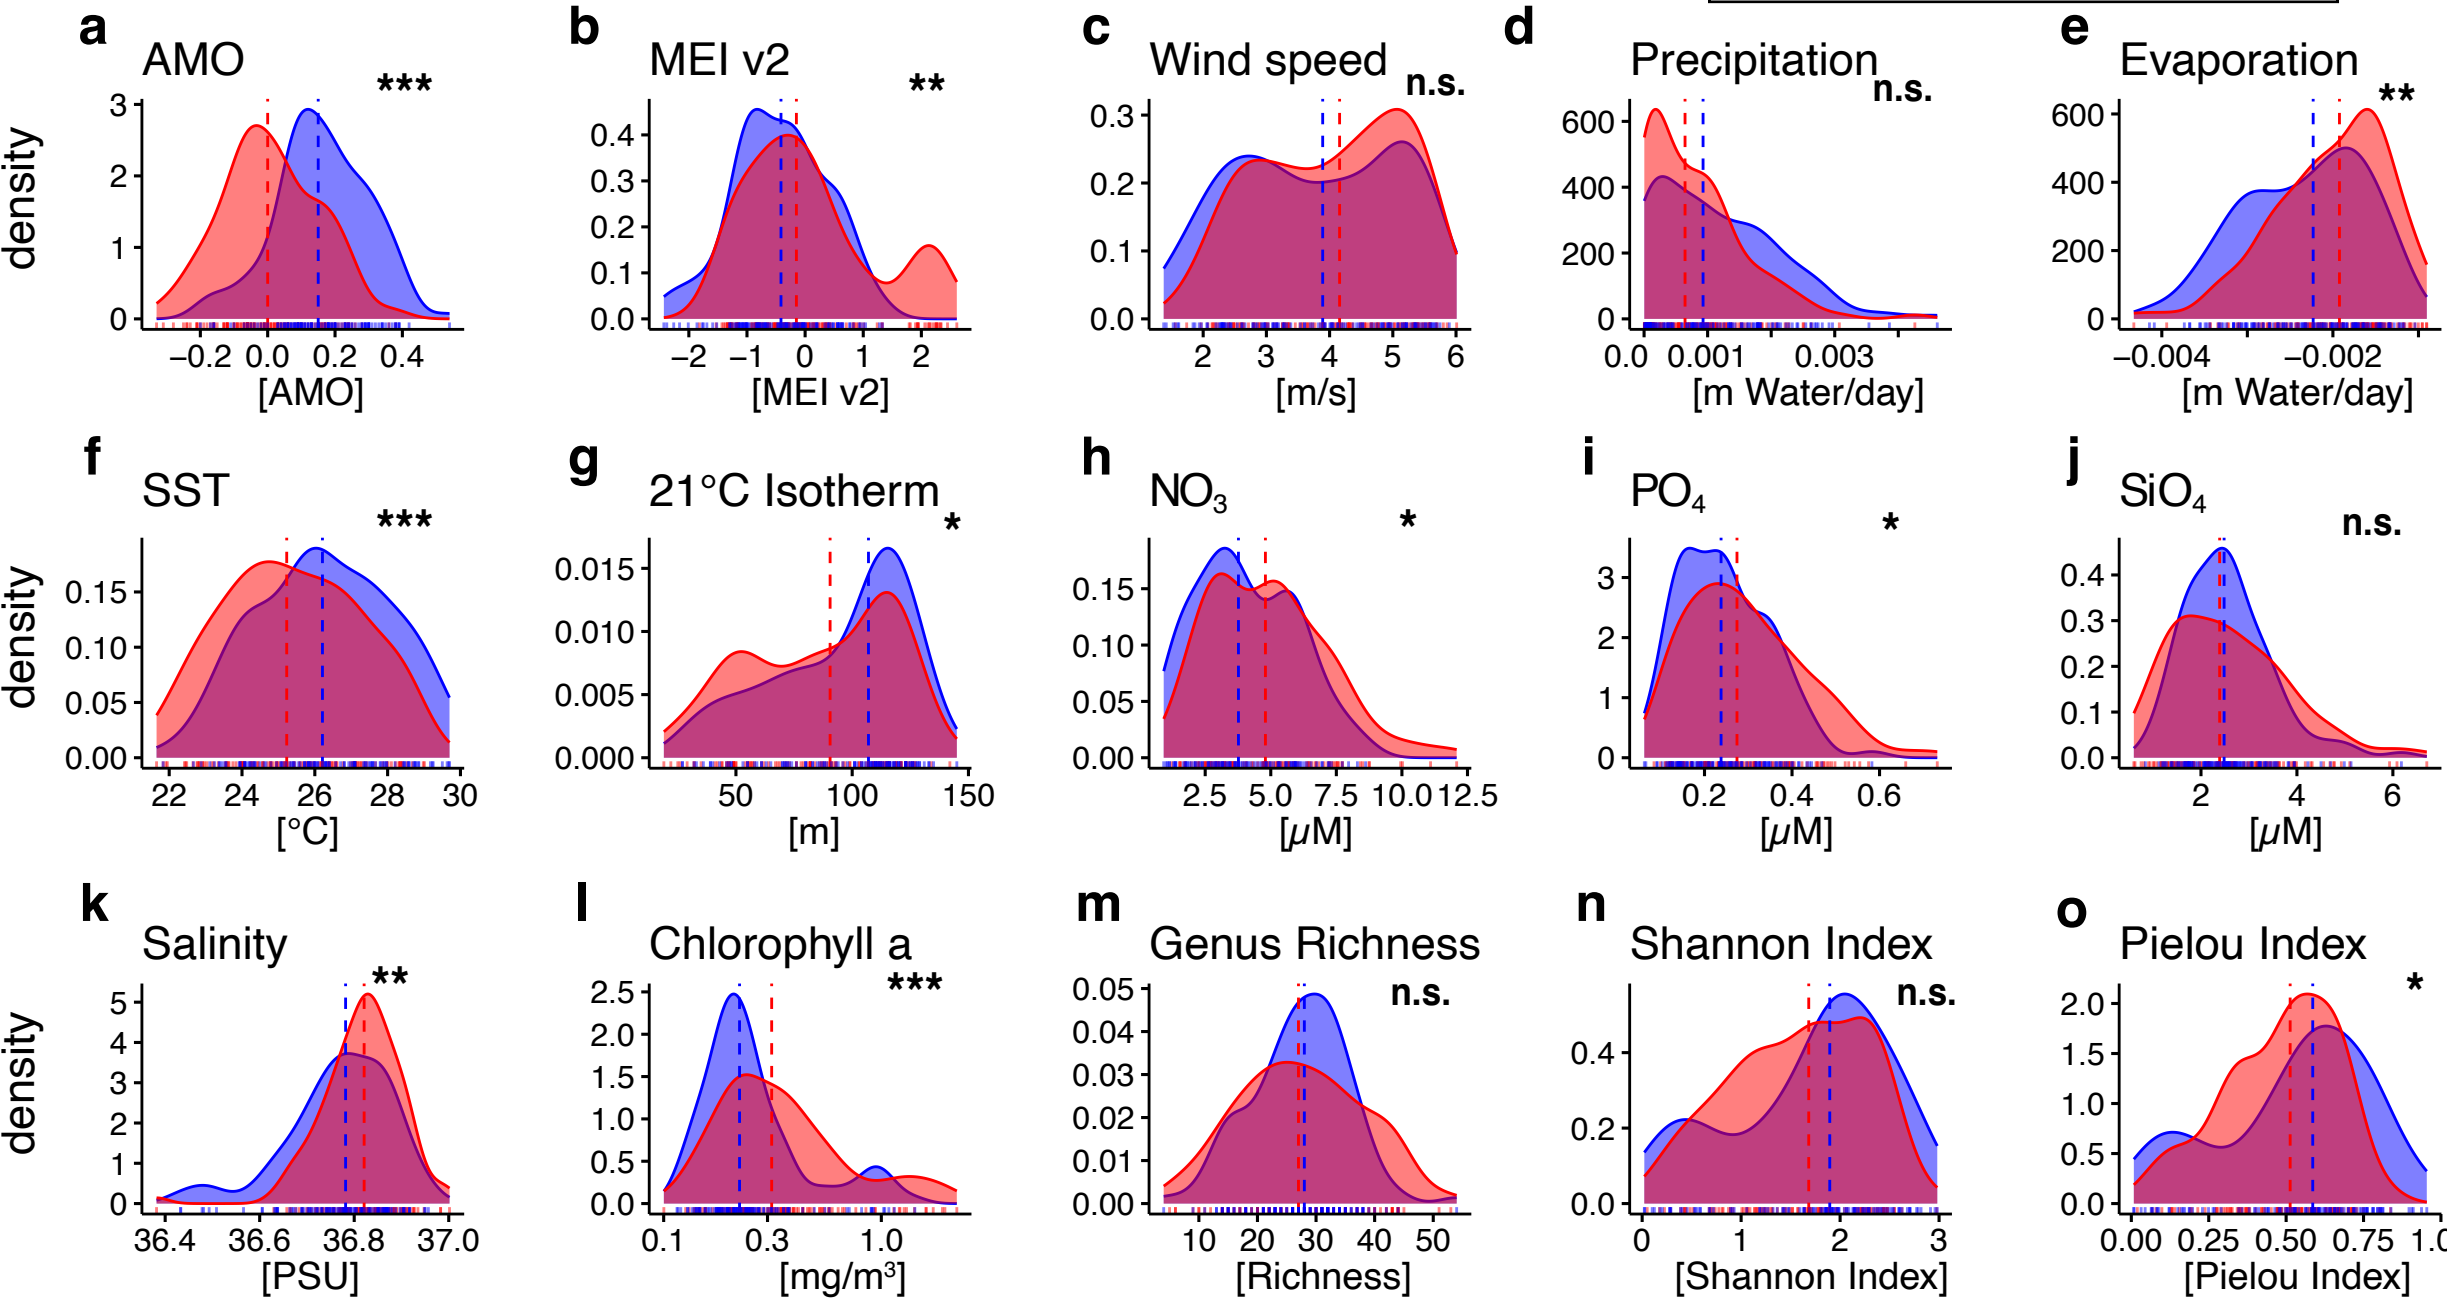 a
AMO
***
density
3
2
1
0
−0.2 0.0 0.2 0.4
[AMO]
b
MEI v2
**
0.4
0.3
0.2
0.1
0.0
−2 −1 0 1 2
[MEI v2]
c
Wind speed
n.s.
0.3
0.2
0.1
0.0
2 3 4 5 6
[m/s]
d
Precipitation
n.s.
600
400
200
0
0.0 0.001 0.003
[m Water/day]
e
Evaporation
**
600
400
200
0
−0.004 −0.002
[m Water/day]
f
SST
***
density
0.15
0.10
0.05
0.00
22 24 26 28 30
[°C]
g
21°C Isotherm
*
0.015
0.010
0.005
0.000
50 100 150
[m]
h
NO₃
*
0.15
0.10
0.05
0.00
2.5 5.0 7.5 10.0 12.5
[µM]
i
PO₄
*
3
2
1
0
0.2 0.4 0.6
[µM]
j
SiO₄
n.s.
0.4
0.3
0.2
0.1
0.0
2 4 6
[µM]
k
Salinity
**
density
5
4
3
2
1
0
36.4 36.6 36.8 37.0
[PSU]
l
Chlorophyll a
***
2.5
2.0
1.5
1.0
0.5
0.0
0.1 0.3 1.0
[mg/m³]
m
Genus Richness
n.s.
0.05
0.04
0.03
0.02
0.01
0.00
10 20 30 40 50
[Richness]
n
Shannon Index
n.s.
0.4
0.2
0.0
0 1 2 3
[Shannon Index]
o
Pielou Index
*
2.0
1.5
1.0
0.5
0.0
0.00 0.25 0.50 0.75
[Pielou Index]